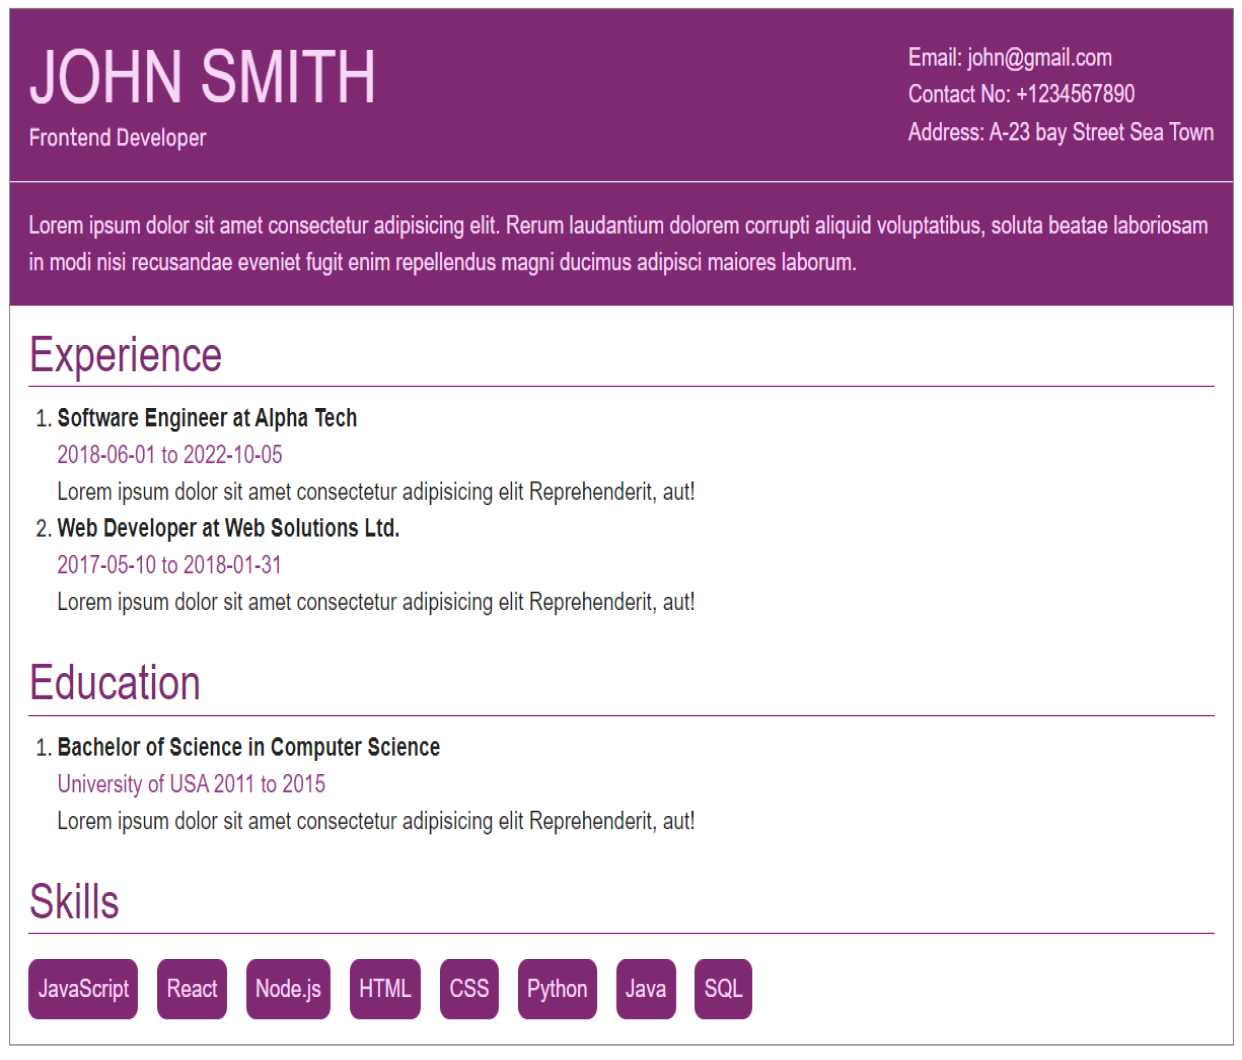 JOHN SMITH
Frontend Developer
Email: john@gmail.com
Contact No: +1234567890
Address: A-23 bay Street Sea Town
Lorem ipsum dolor sit amet consectetur adipisicing elit. Rerum laudantium dolorem corrupti aliquid voluptatibus, soluta beatae laboriosam
in modi nisi recusandae eveniet fugit enim repellendus magni ducimus adipisci maiores laborum.
Experience
1. Software Engineer at Alpha Tech
2018-06-01 to 2022-10-05
Lorem ipsum dolor sit amet consectetur adipisicing elit Reprehenderit, aut!
2. Web Developer at Web Solutions Ltd.
2017-05-10 to 2018-01-31
Lorem ipsum dolor sit amet consectetur adipisicing elit Reprehenderit, aut!
Education
1. Bachelor of Science in Computer Science
University of USA 2011 to 2015
Lorem ipsum dolor sit amet consectetur adipisicing elit Reprehenderit, aut!
Skills
JavaScript React Node.js HTML CSS Python Java SQL